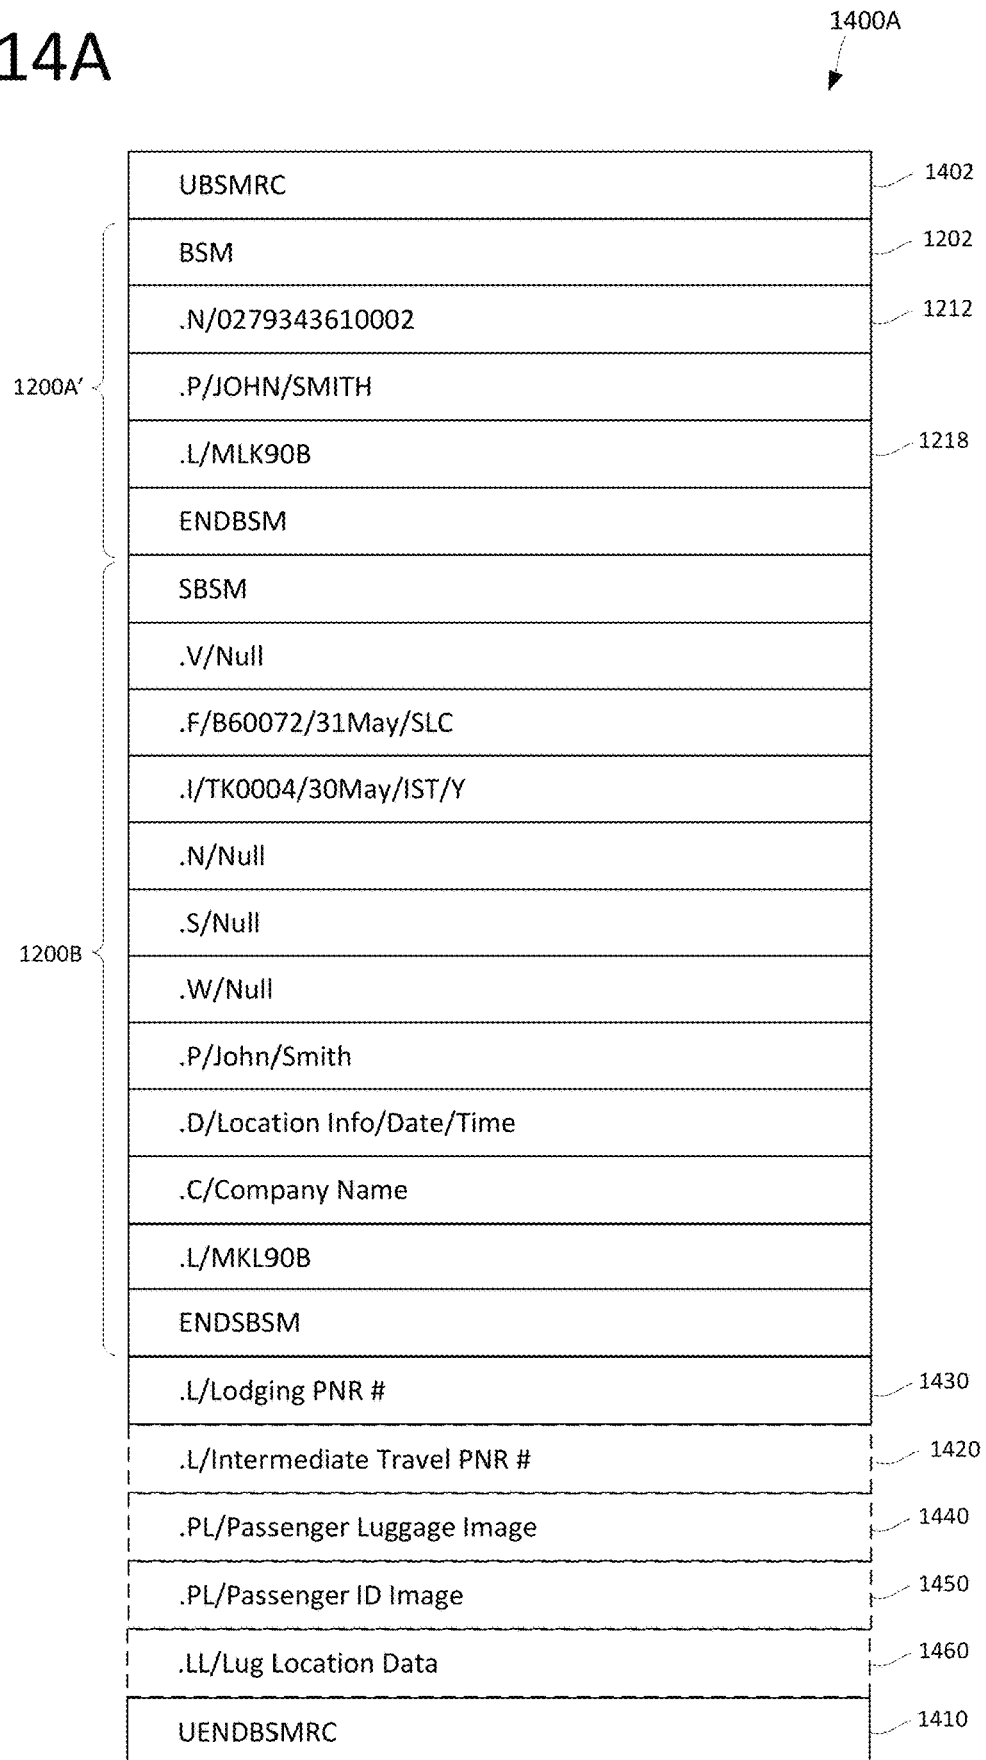 14A
1400A
UBSMRC
1402
BSM
1202
.N/0279343610002
1212
1200A’
.P/JOHN/SMITH
.L/MLK90B
1218
ENDBSM
SBSM
.V/Null
.F/B60072/31May/SLC
.I/TK0004/30May/IST/Y
.N/Null
.S/Null
1200B
.W/Null
.P/John/Smith
.D/Location Info/Date/Time
.C/Company Name
.L/MKL90B
ENDSBSM
.L/Lodging PNR #
1430
.L/Intermediate Travel PNR #
1420
.PL/Passenger Luggage Image
1440
.PL/Passenger ID Image
1450
.LL/Lug Location Data
1460
UENDBSMRC
1410